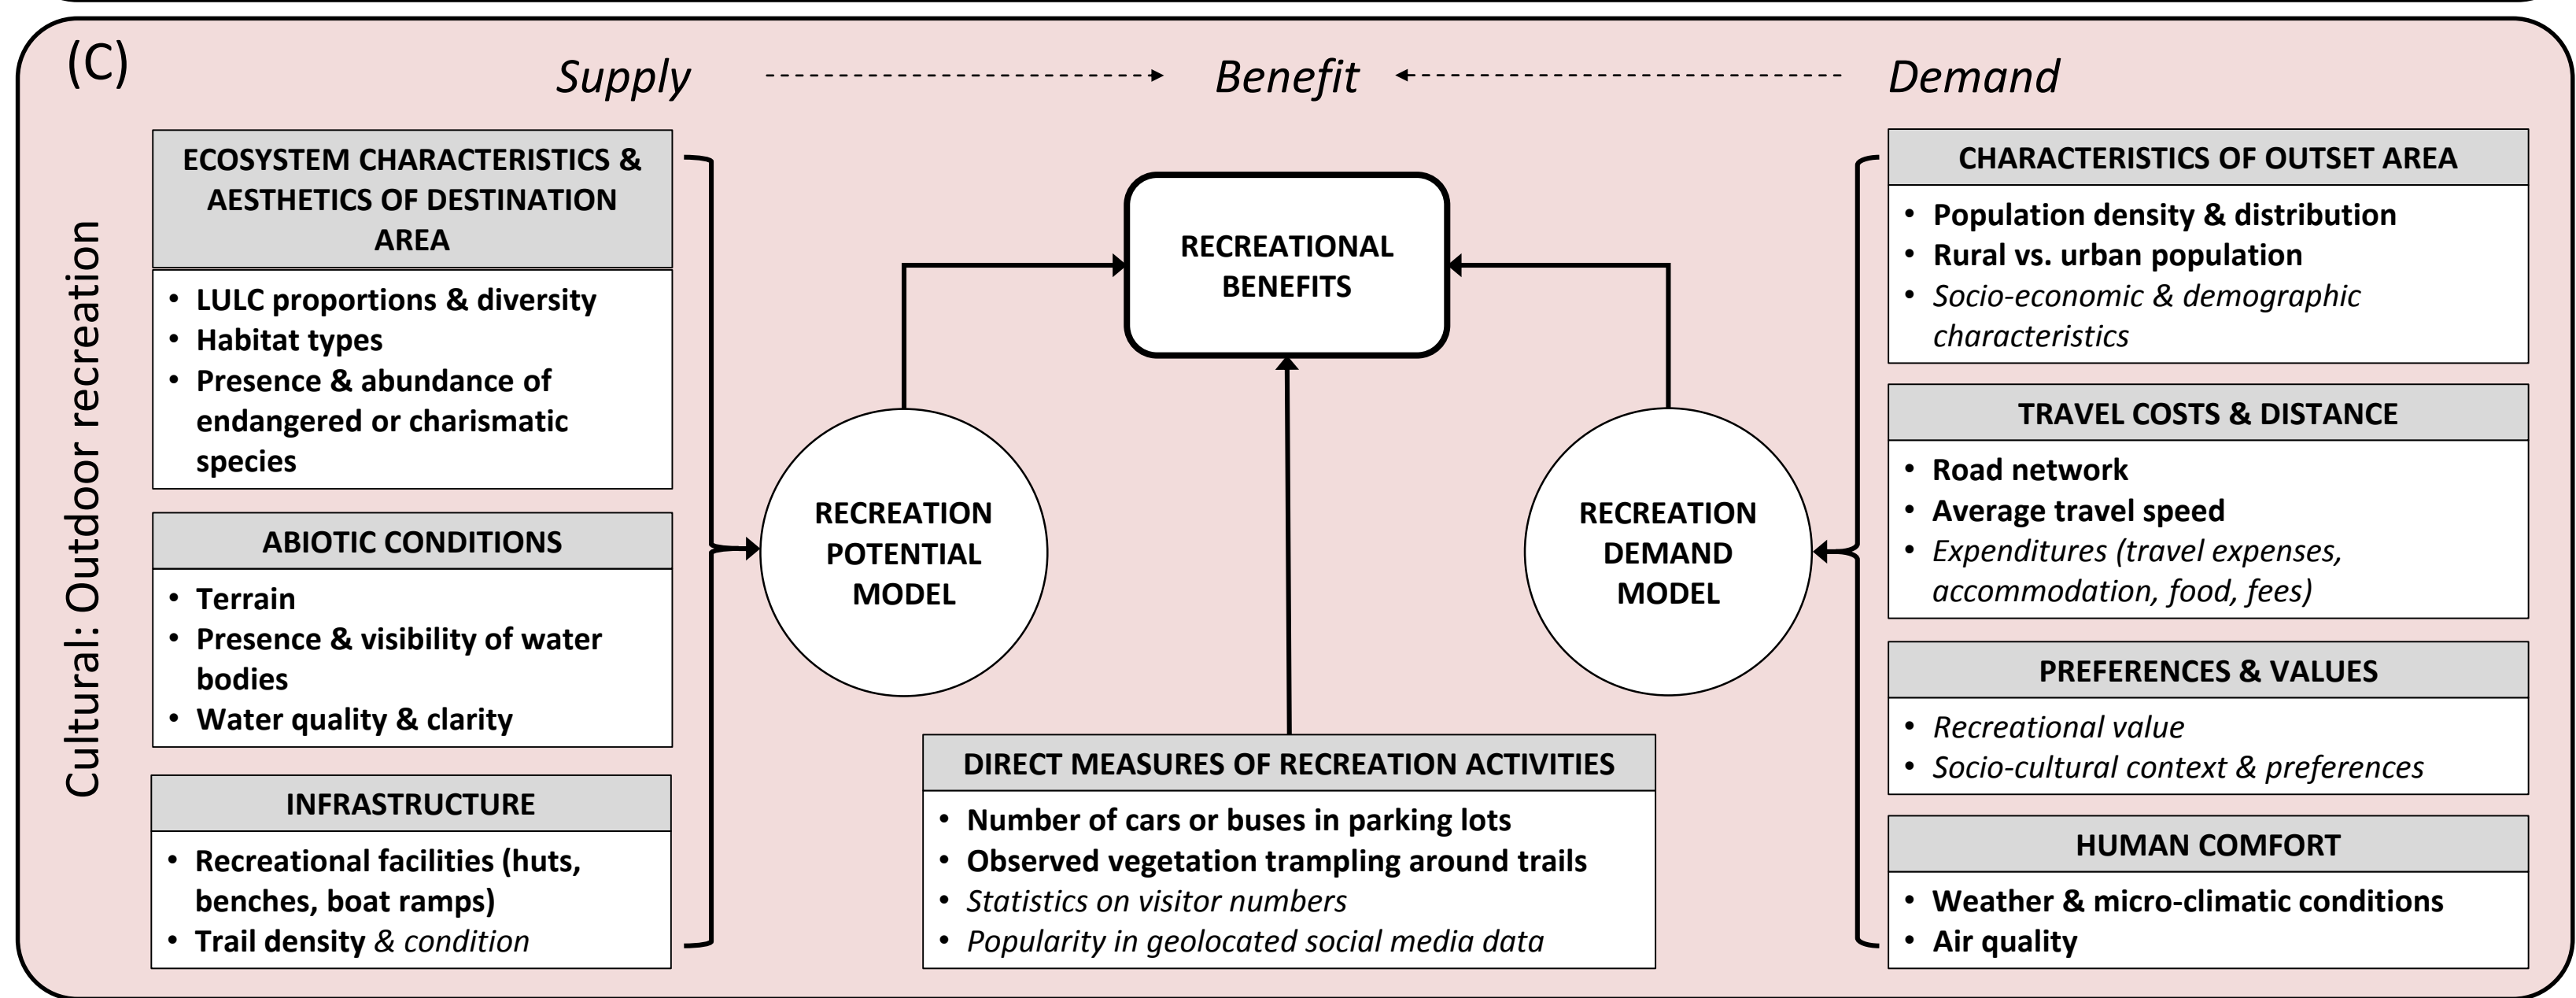 (C)
Supply
Benefit
Demand
Cultural: Outdoor recreation
ECOSYSTEM CHARACTERISTICS &
AESTHETICS OF DESTINATION
AREA
• LULC proportions & diversity
• Habitat types
• Presence & abundance of
endangered or charismatic
species
ABIOTIC CONDITIONS
• Terrain
• Presence & visibility of water
bodies
• Water quality & clarity
INFRASTRUCTURE
• Recreational facilities (huts,
benches, boat ramps)
• Trail density & condition
RECREATION
POTENTIAL
MODEL
RECREATIONAL
BENEFITS
DIRECT MEASURES OF RECREATION ACTIVITIES
• Number of cars or buses in parking lots
• Observed vegetation trampling around trails
• Statistics on visitor numbers
• Popularity in geolocated social media data
RECREATION
DEMAND
MODEL
CHARACTERISTICS OF OUTSET AREA
• Population density & distribution
• Rural vs. urban population
• Socio-economic & demographic
characteristics
TRAVEL COSTS & DISTANCE
• Road network
• Average travel speed
• Expenditures (travel expenses,
accommodation, food, fees)
PREFERENCES & VALUES
• Recreational value
• Socio-cultural context & preferences
HUMAN COMFORT
• Weather & micro-climatic conditions
• Air quality